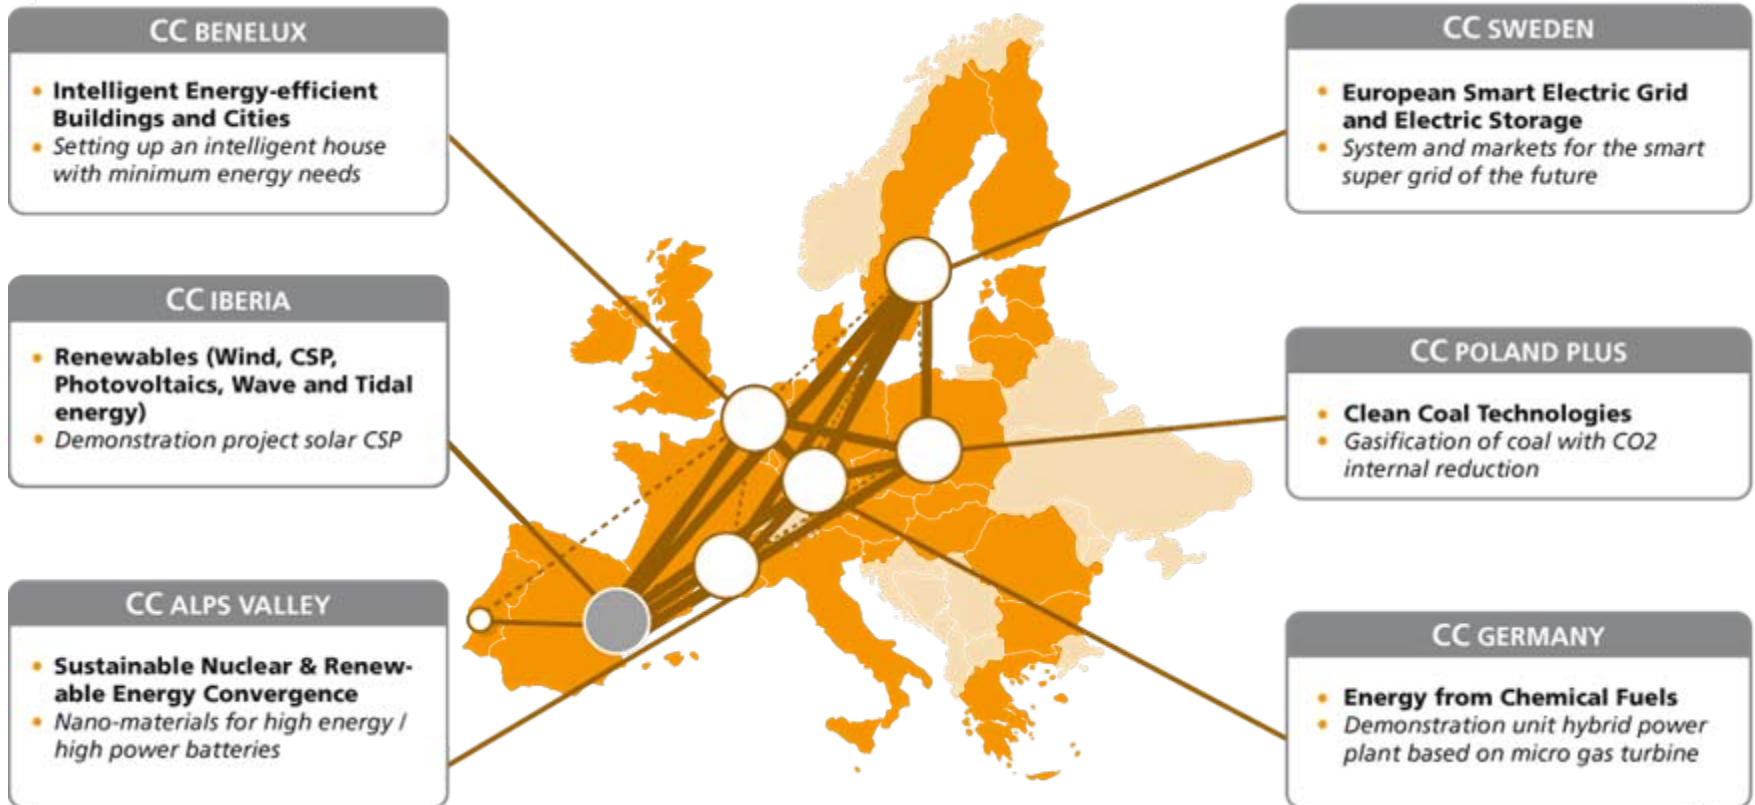 CC BENELUX
• Intelligent Energy-efficient
Buildings and Cities
• Setting up an intelligent house
with minimum energy needs
CC IBERIA
• Renewables (Wind, CSP,
Photovoltaics, Wave and Tidal
energy)
• Demonstration project solar CSP
CC ALPS VALLEY
• Sustainable Nuclear & Renew-
able Energy Convergence
• Nano-materials for high energy /
high power batteries
CC SWEDEN
• European Smart Electric Grid
and Electric Storage
• System and markets for the smart
super grid of the future
CC POLAND PLUS
• Clean Coal Technologies
• Gasification of coal with CO2
internal reduction
CC GERMANY
• Energy from Chemical Fuels
• Demonstration unit hybrid power
plant based on micro gas turbine